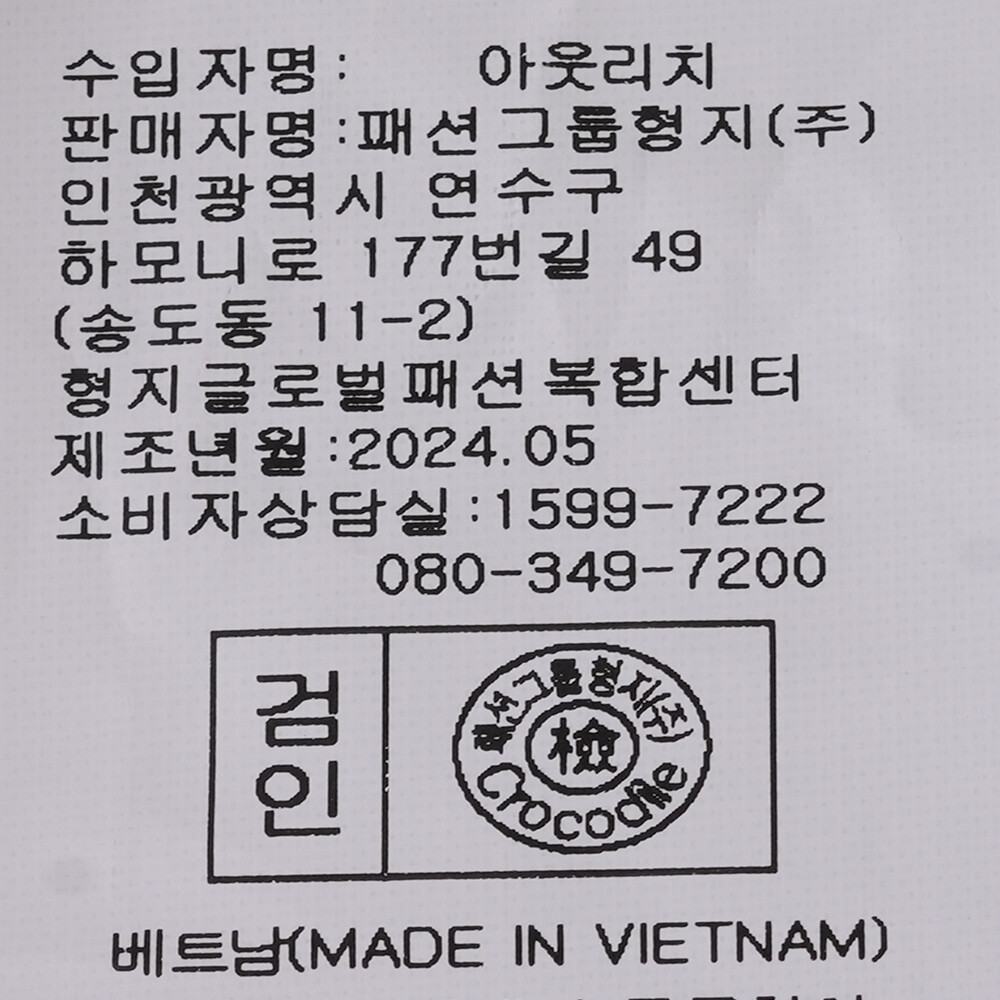 수입자명: 아웃리치
판매자명:패션그룹형지(주)
인천광역시 연수구
하모니로 177번길 49
(송도동 11-2)
형지글로벌패션복합센터
제조년월:2024.05
소비자상담실:1599-7222
080-349-7200
검인
패션그룹형지(주)
檢
Crocodile
베트남(MADE IN VIETNAM)